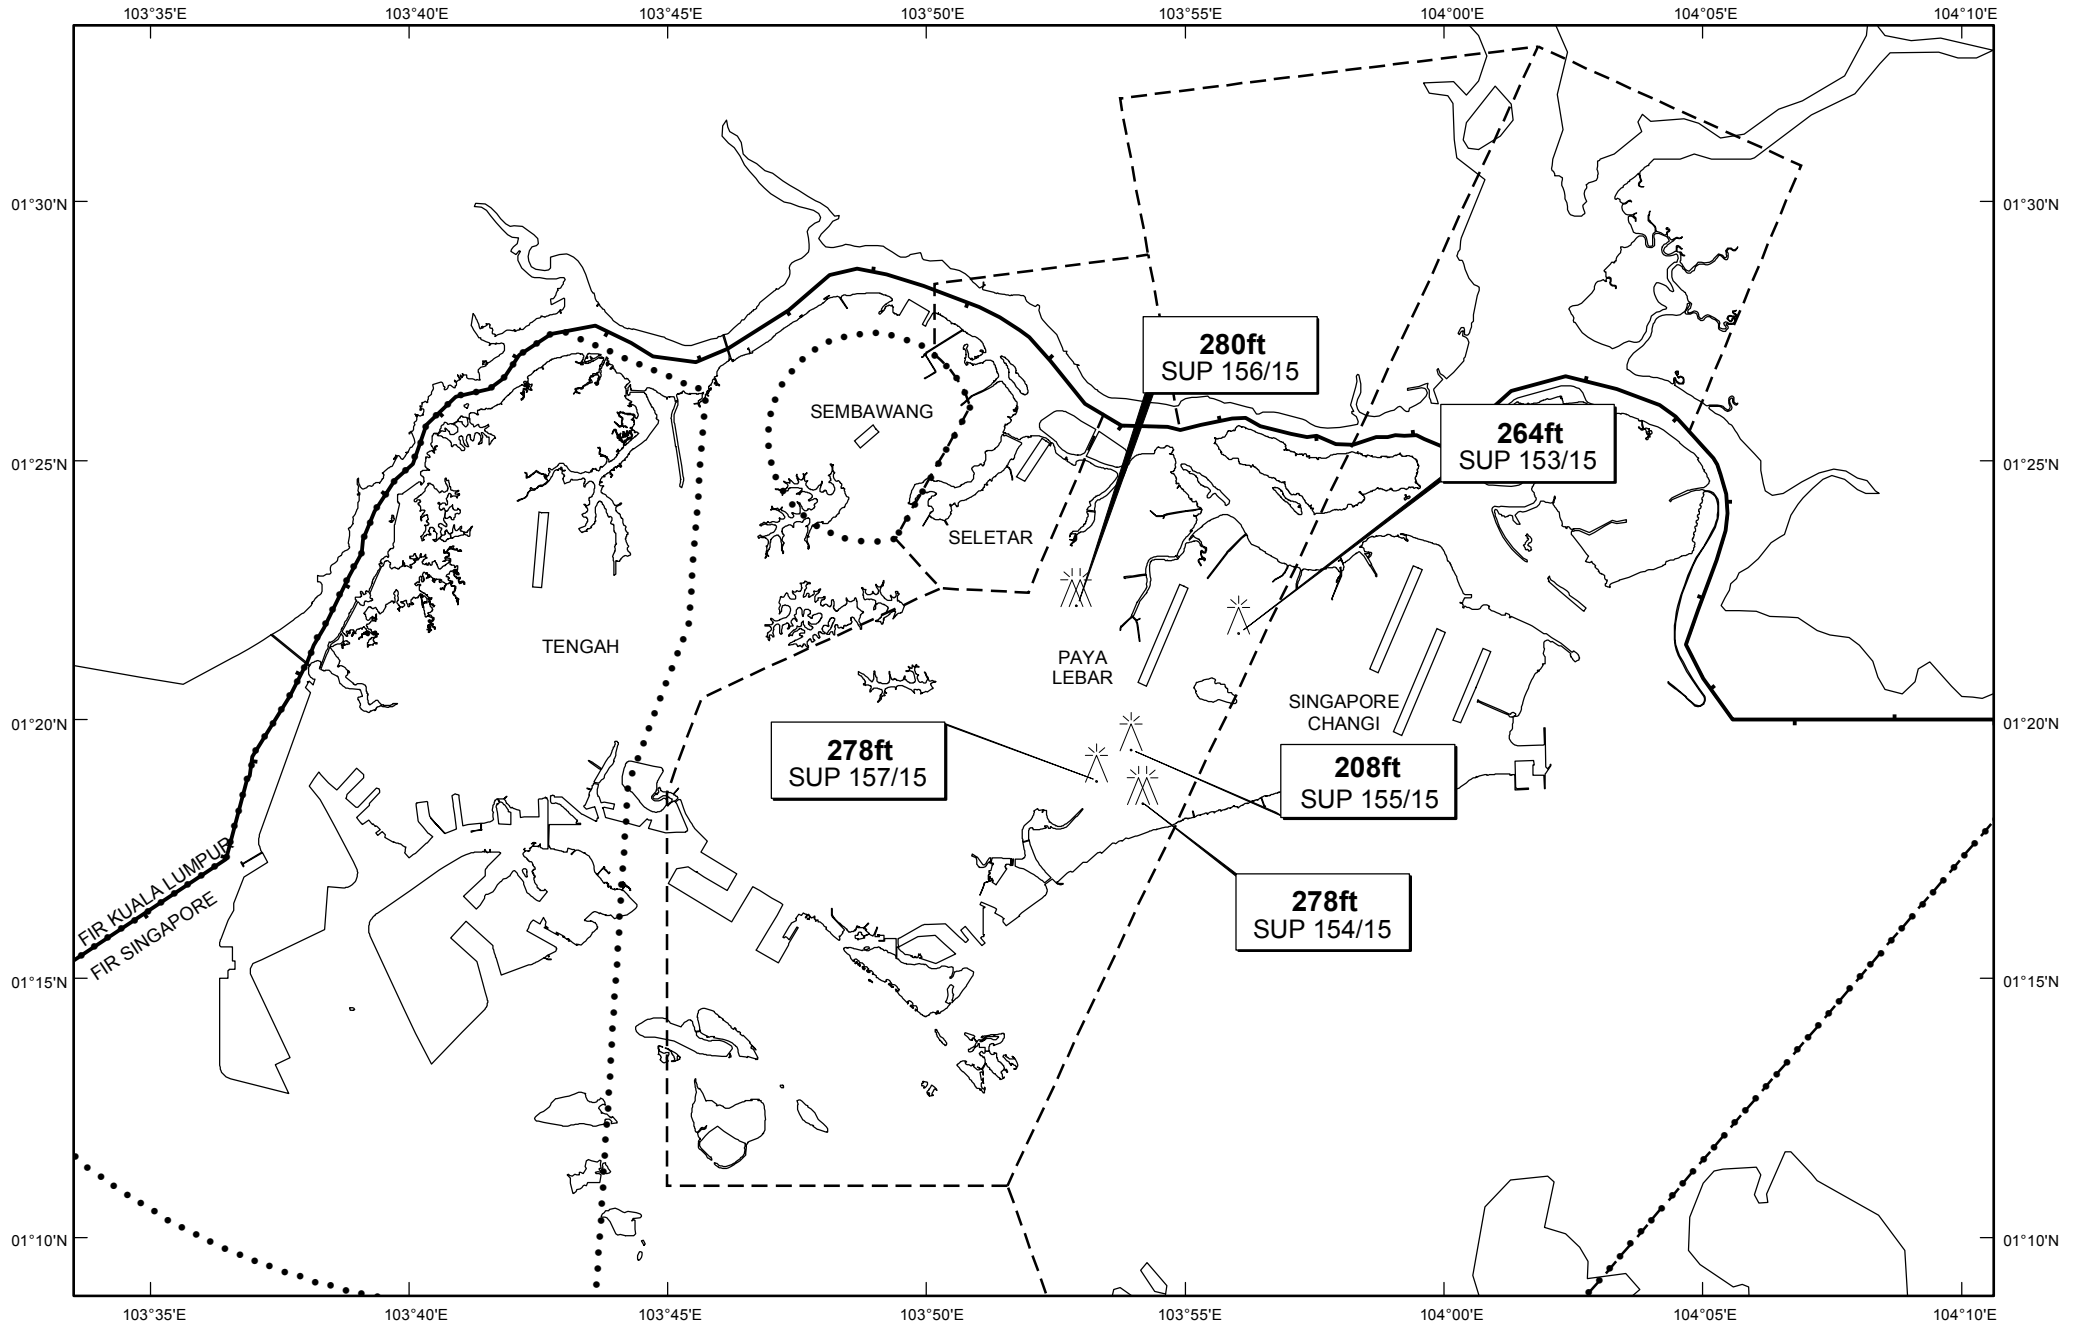 103°35'E 103°40'E 103°45'E 103°50'E 103°55'E 104°00'E 104°05'E 104°10'E
01°30'N 01°30'N
280ft
SUP 156/15
SEMBAWANG
264ft
SUP 153/15
01°25'N 01°25'N
SELETAR
TENGAH
PAYA
LEBAR
SINGAPORE
CHANGI
01°20'N 01°20'N
278ft
SUP 157/15
208ft
SUP 155/15
FIR KUALA LUMPUR
FIR SINGAPORE
278ft
SUP 154/15
01°15'N 01°15'N
01°10'N 01°10'N
103°35'E 103°40'E 103°45'E 103°50'E 103°55'E 104°00'E 104°05'E 104°10'E